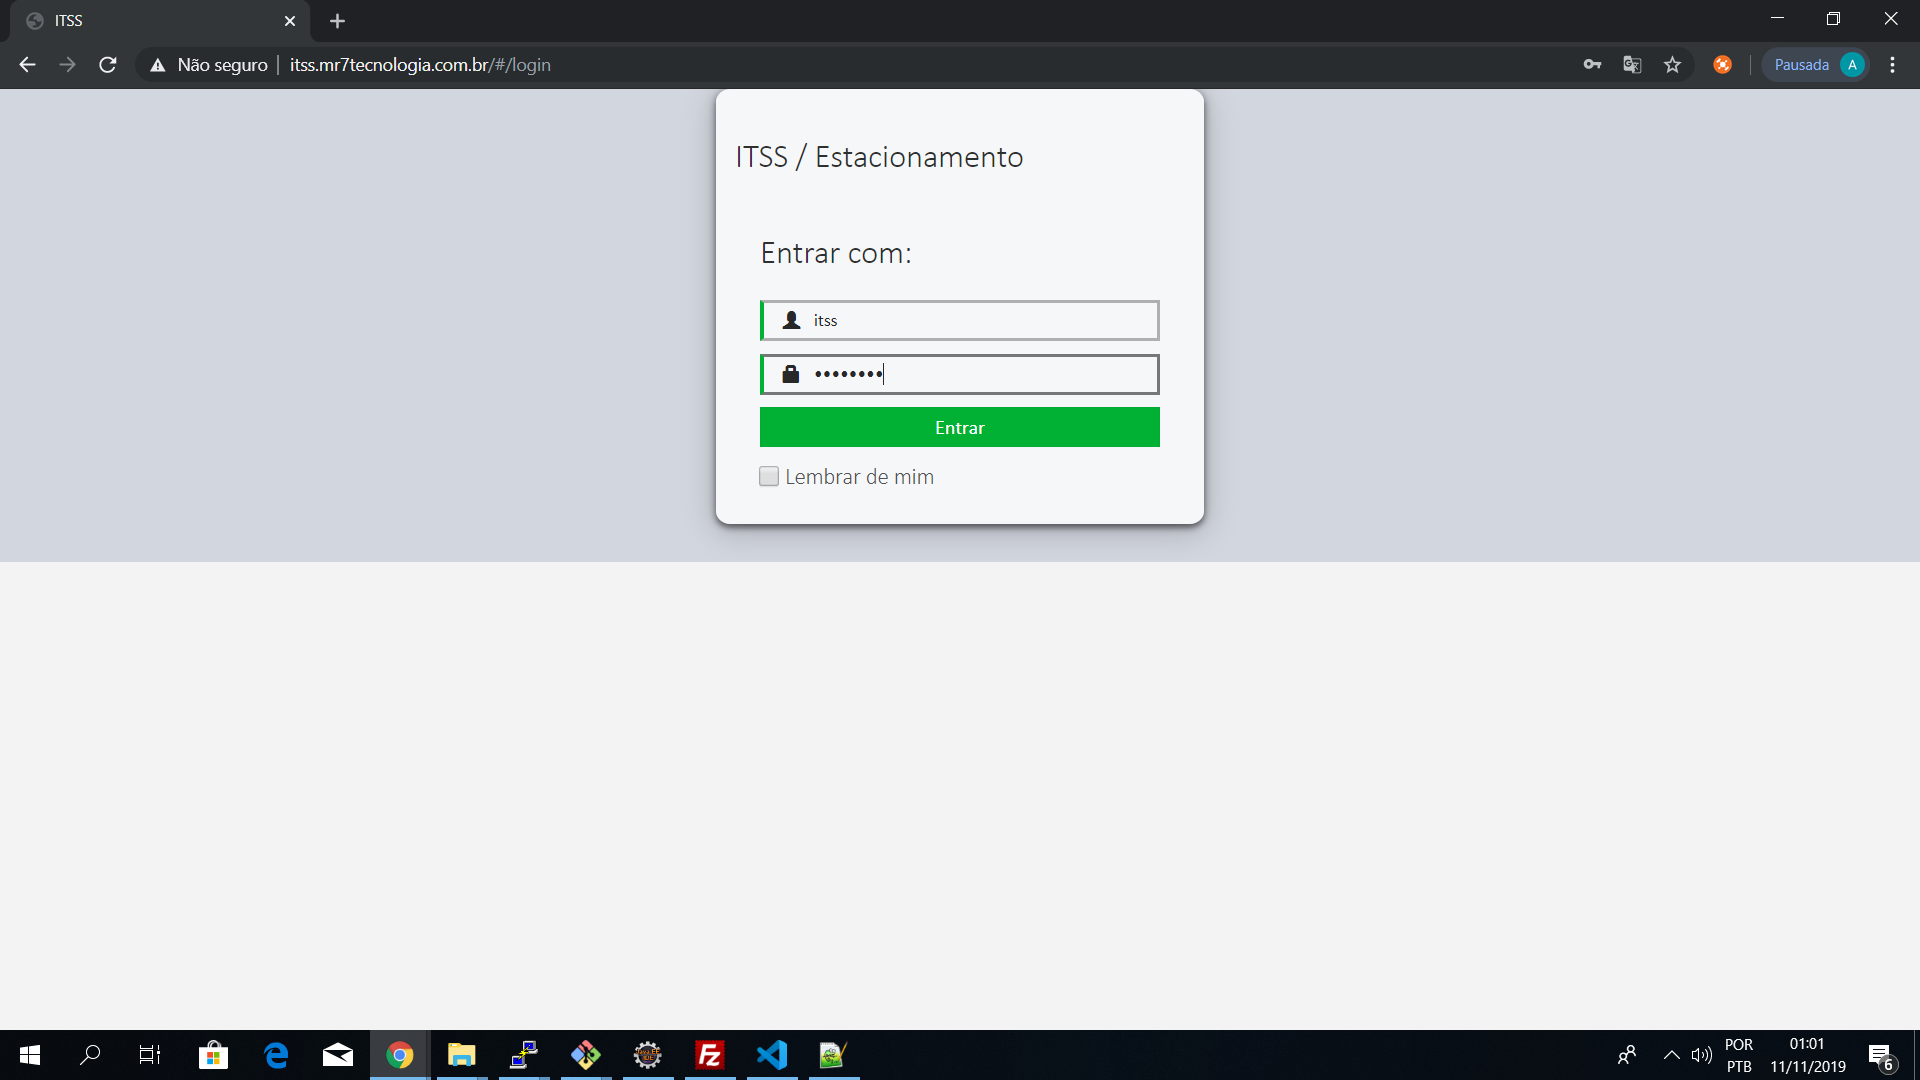 ITSS
Não seguro
itss.mr7tecnologia.com.br/#/login
Pausada
A
ITSS / Estacionamento
Entrar com:
itss
••••••••
Entrar
Lembrar de mim
POR
PTB
01:01
11/11/2019
6